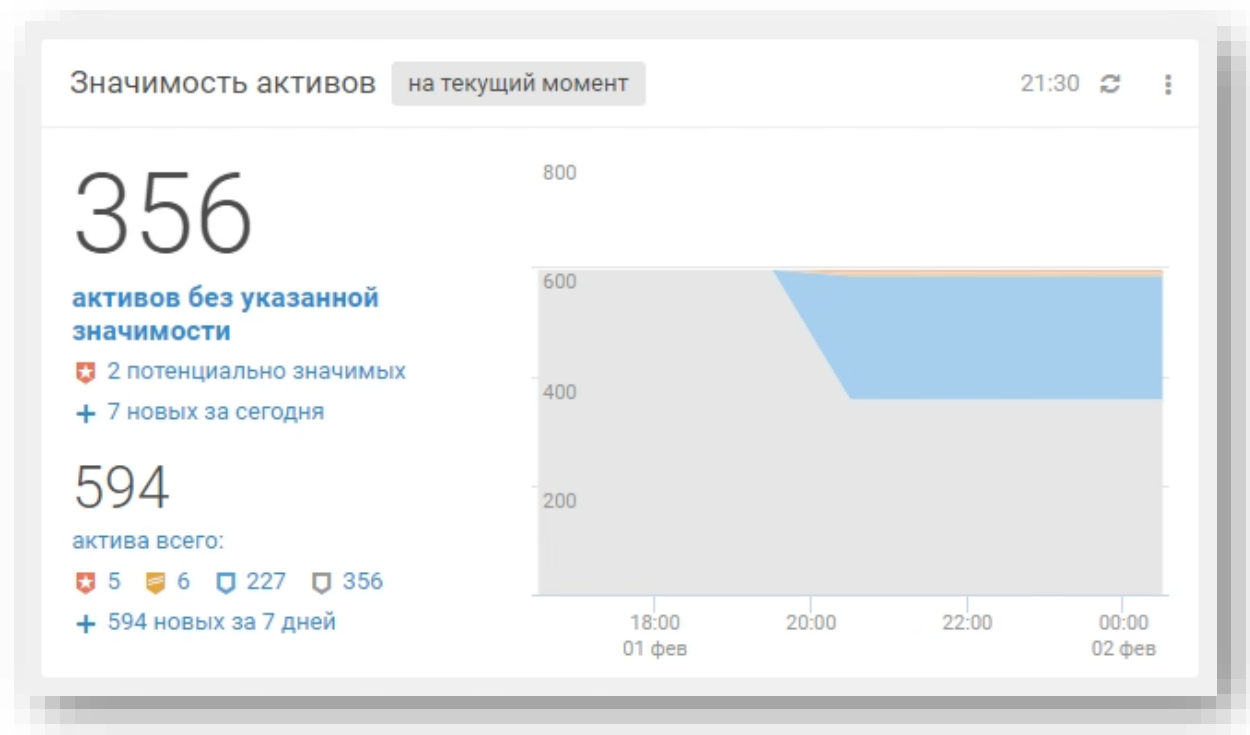 Значимость активов на текущий момент 21:30
356
активов без указанной
значимости
2 потенциально значимых
+ 7 новых за сегодня
594
актива всего:
5 6 227 356
+ 594 новых за 7 дней
800
600
400
200
18:00 20:00 22:00 00:00
01 фев 02 фев